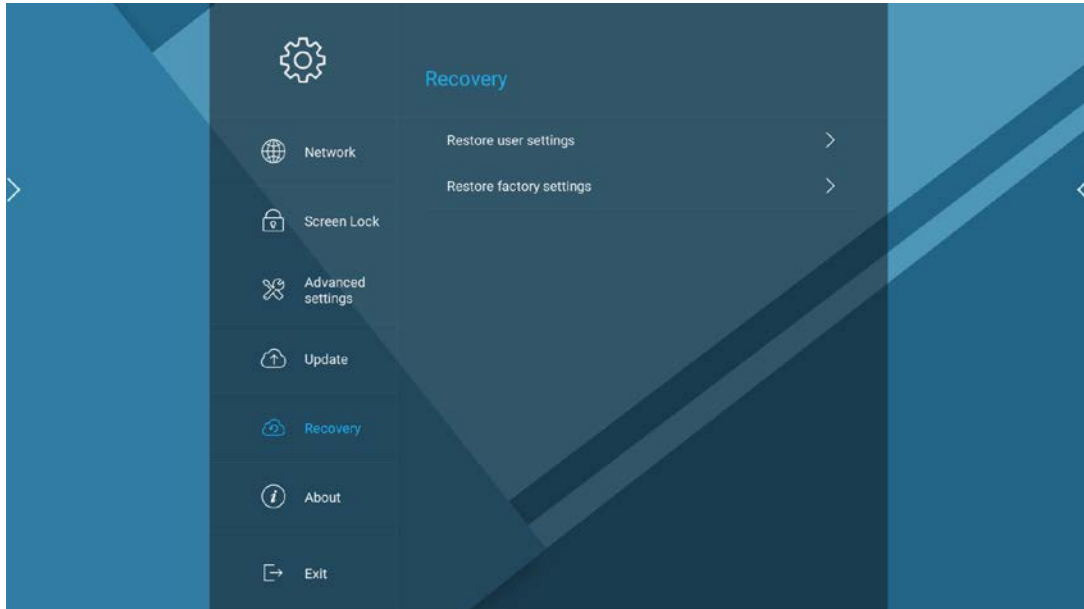 Recovery
Restore user settings
Restore factory settings
Network
Screen Lock
Advanced
settings
Update
Recovery
About
Exit